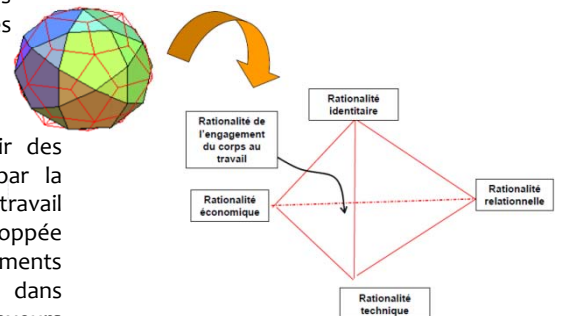 es
ir des
par la
travail
oppée
ments
dans
Rationalité
identitaire
Rationalité de
l'engagement
du corps au
travail
Rationalité
économique
Rationalité
relationnelle
Rationalité
technique